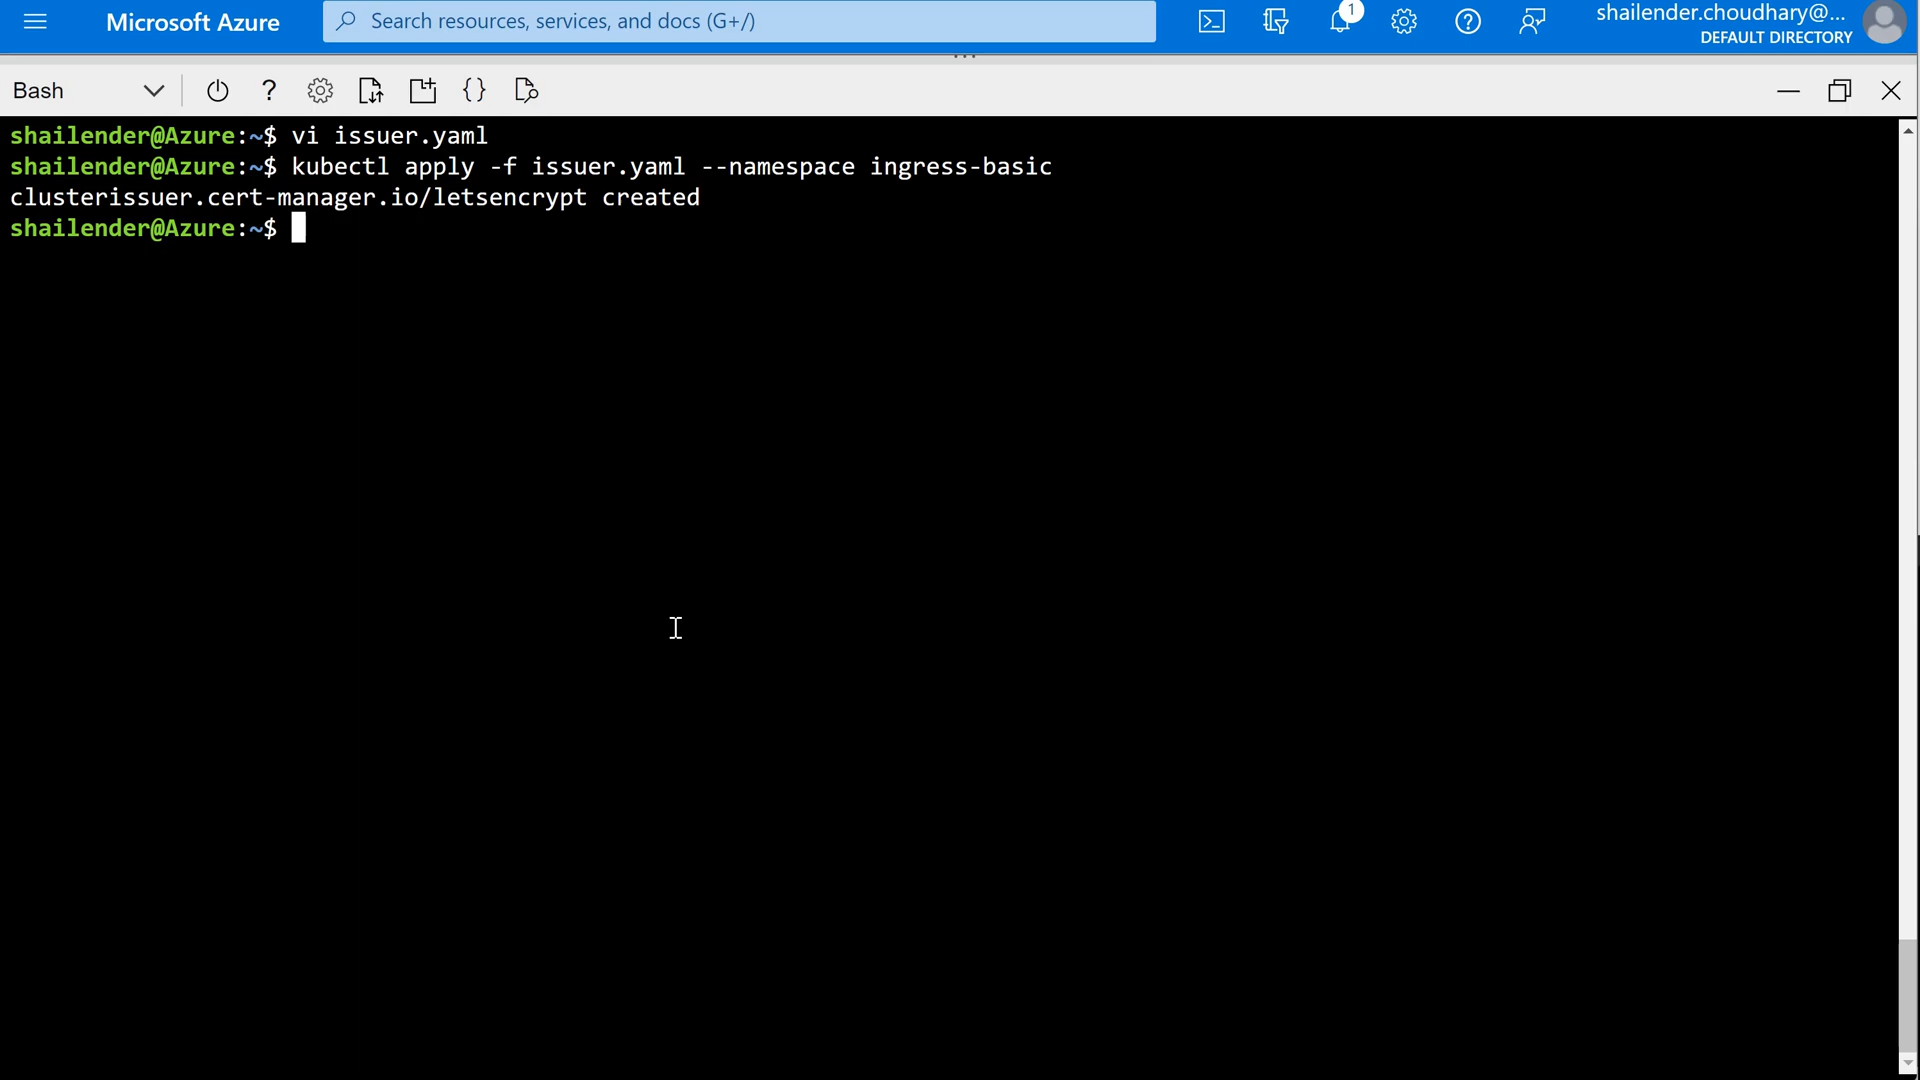 Microsoft Azure
Search resources, services, and docs (G+/)
1
shailender.choudhary@...
DEFAULT DIRECTORY
Bash
shailender@Azure:~$ vi issuer.yaml
shailender@Azure:~$ kubectl apply -f issuer.yaml --namespace ingress-basic
clusterissuer.cert-manager.io/letsencrypt created
shailender@Azure:~$